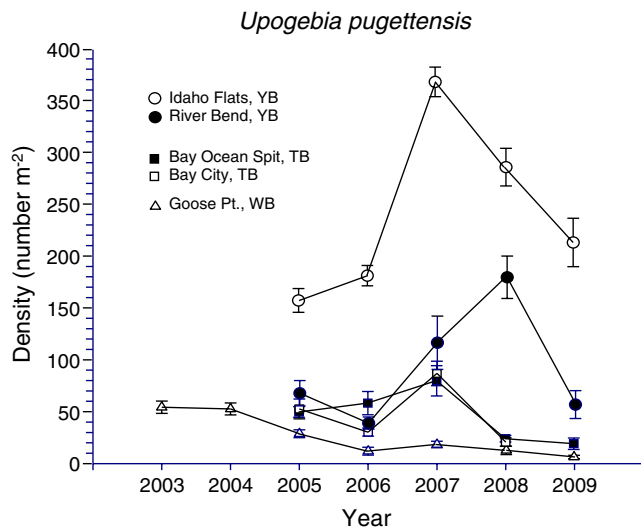 Upogebia pugettensis
400
350
300
250
200
150
100
50
0
Density (number m-2)
Idaho Flats, YB
River Bend, YB
Bay Ocean Spit, TB
Bay City, TB
Goose Pt., WB
2003 2004 2005 2006 2007 2008 2009
Year